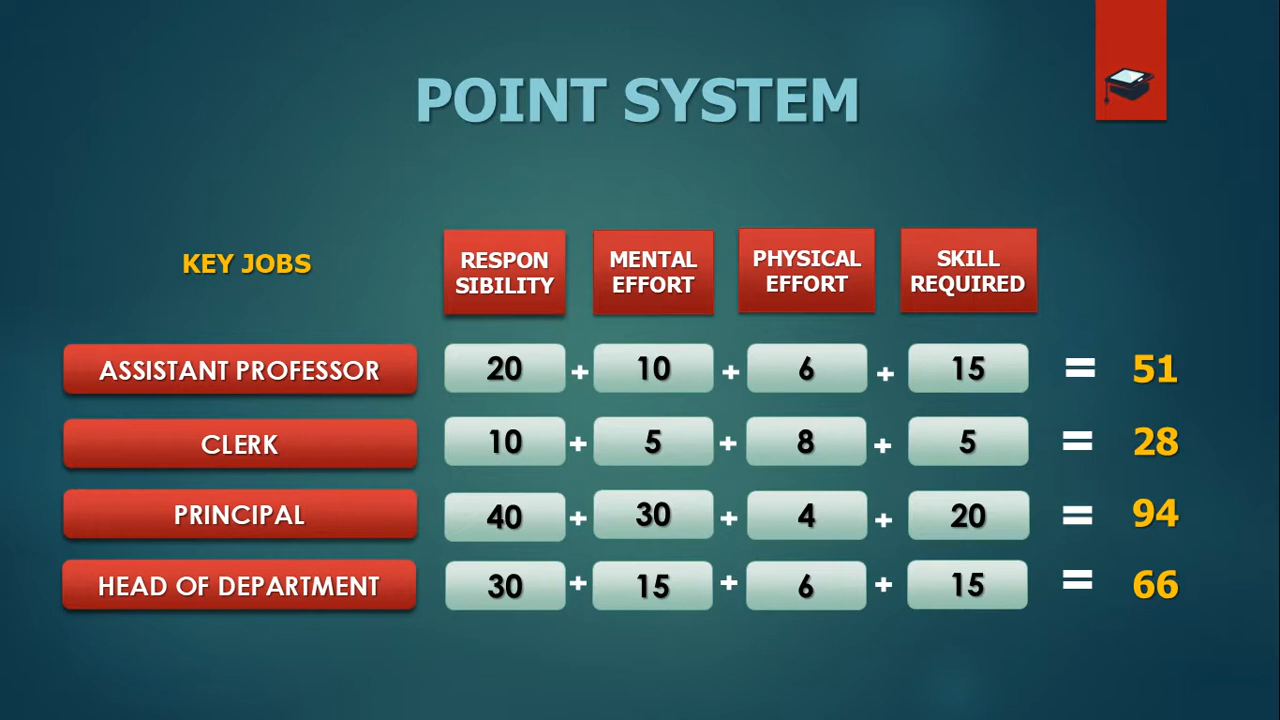 POINT SYSTEM
KEY JOBS
RESPON
SIBILITY
MENTAL
EFFORT
PHYSICAL
EFFORT
SKILL
REQUIRED
ASSISTANT PROFESSOR 20 + 10 + 6 + 15 = 51
CLERK 10 + 5 + 8 + 5 = 28
PRINCIPAL 40 + 30 + 4 + 20 = 94
HEAD OF DEPARTMENT 30 + 15 + 6 + 15 = 66